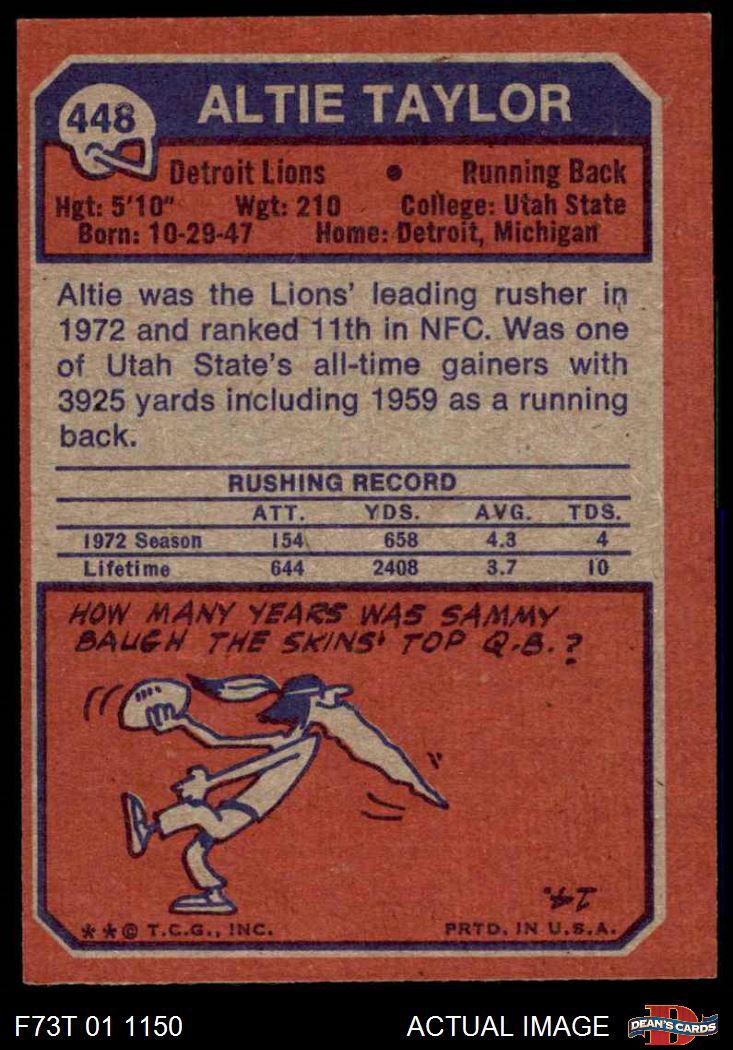 448
ALTIE TAYLOR
Detroit Lions • Running Back
Hgt: 5'10" Wgt: 210 College: Utah State
Born: 10-29-47 Home: Detroit, Michigan
Altie was the Lions' leading rusher in
1972 and ranked 11th in NFC. Was one
of Utah State's all-time gainers with
3925 yards including 1959 as a running
back.
RUSHING RECORD
ATT. YDS. AVG. TDS.
1972 Season 154 658 4.3 4
Lifetime 644 2408 3.7 10
HOW MANY YEARS WAS SAMMY
BAUGH THE SKINS' TOP Q.B.?
**© T.C.G., INC. PRTD. IN U.S.A.
F73T 01 1150 ACTUAL IMAGE DEAN'S CARDS